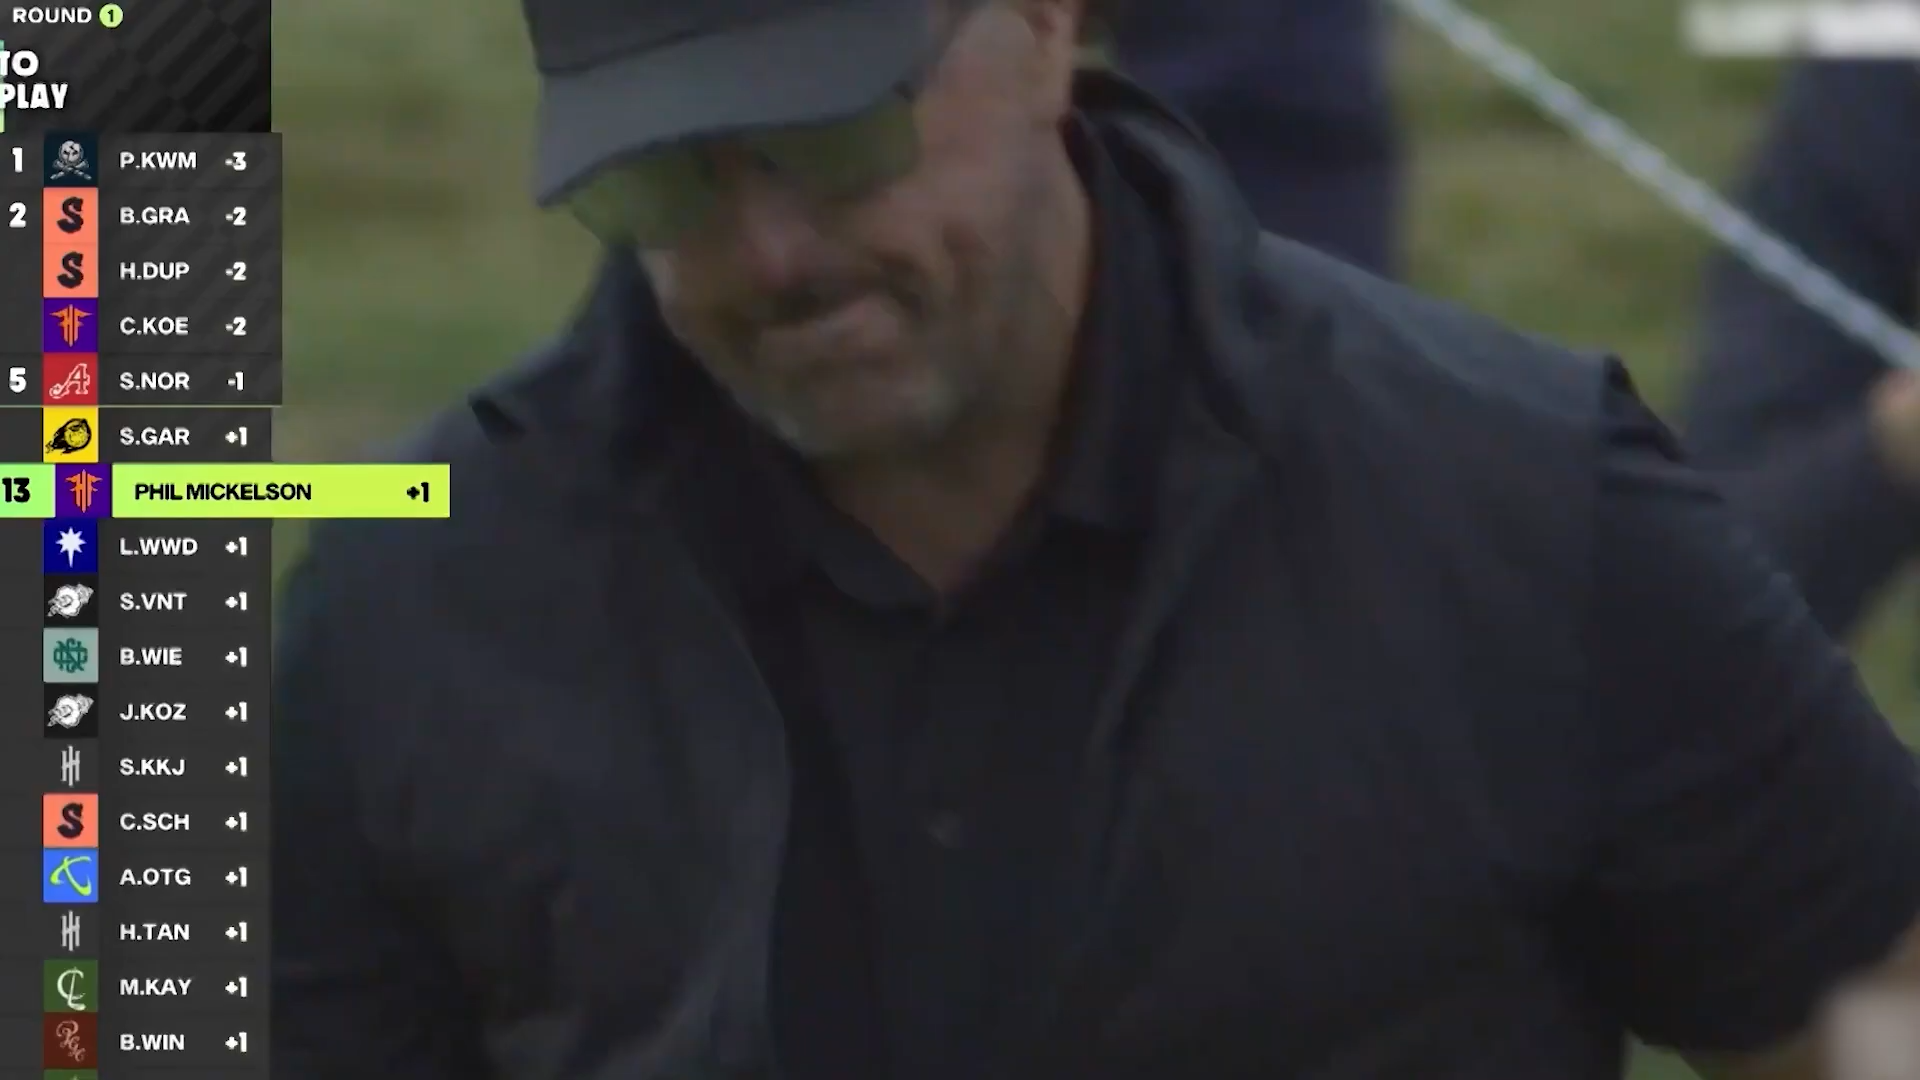 ROUND 1
TO
PLAY
1 P.KWM -3
2 S B.GRA -2
S H.DUP -2
HF C.KOE -2
5 A S.NOR -1
S.GAR +1
13 HF PHIL MICKELSON +1
L.WWD +1
S.VNT +1
B.WIE +1
J.KOZ +1
S.KKJ +1
S C.SCH +1
A.OTG +1
H.TAN +1
M.KAY +1
B.WIN +1